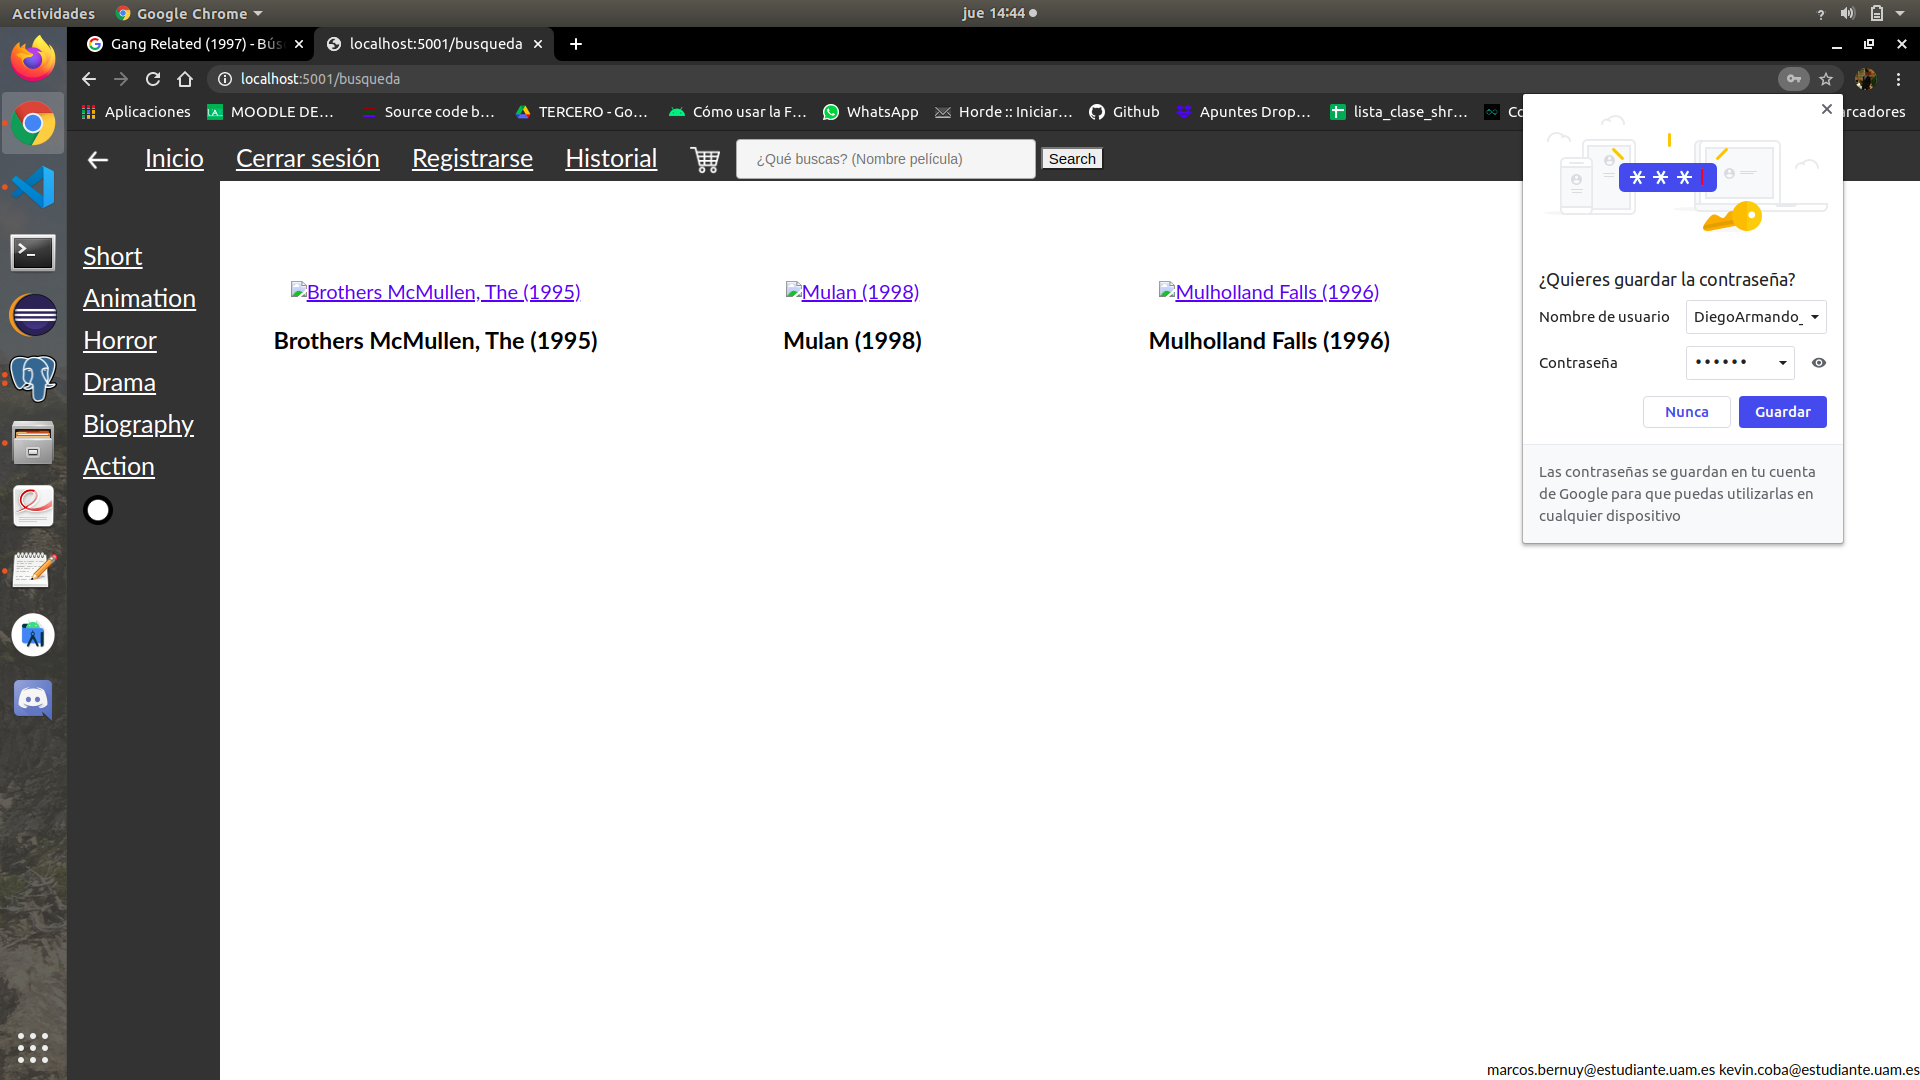 Actividades Google Chrome jue 14:44
Gang Related (1997) - Bús localhost:5001/busqueda
localhost:5001/busqueda
Aplicaciones MOODLE DE… Source code b… TERCERO - Go… Cómo usar la F… WhatsApp Horde :: Iniciar… Github Apuntes Drop… lista_clase_shr… Co arcadores
Inicio Cerrar sesión Registrarse Historial ¿Qué buscas? (Nombre película) Search
Short
Animation
Horror
Drama
Biography
Action
Brothers McMullen, The (1995) Mulan (1998) Mulholland Falls (1996)
Brothers McMullen, The (1995) Mulan (1998) Mulholland Falls (1996)
¿Quieres guardar la contraseña?
Nombre de usuario DiegoArmando_
Contraseña ••••••
Nunca Guardar
Las contraseñas se guardan en tu cuenta
de Google para que puedas utilizarlas en
cualquier dispositivo
marcos.bernuy@estudiante.uam.es kevin.coba@estudiante.uam.es